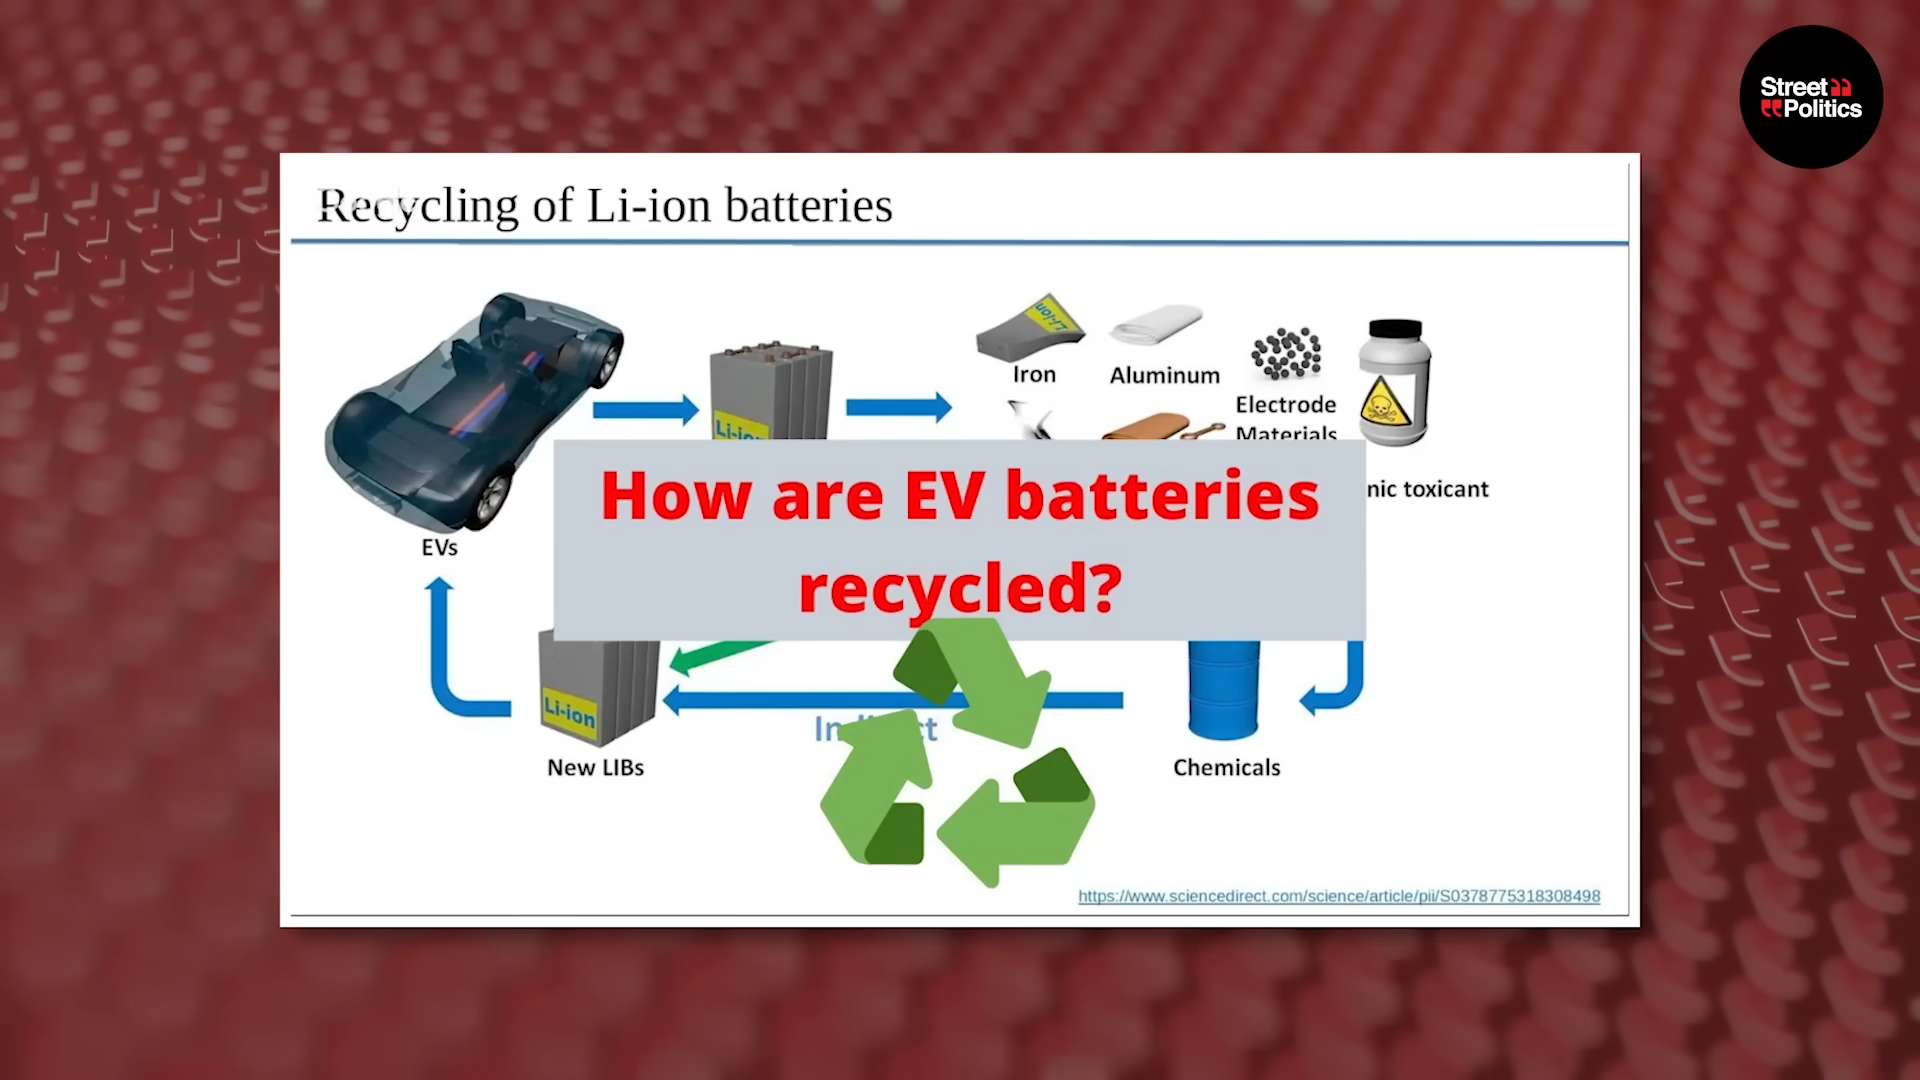 Street
Politics
Recycling of Li-ion batteries
Li-ion
Iron
Aluminum
Electrode
Materials
Li-ion
nic toxicant
How are EV batteries
recycled?
EVs
Li-ion
New LIBs
Chemicals
https://www.sciencedirect.com/science/article/pii/S0378775318308498